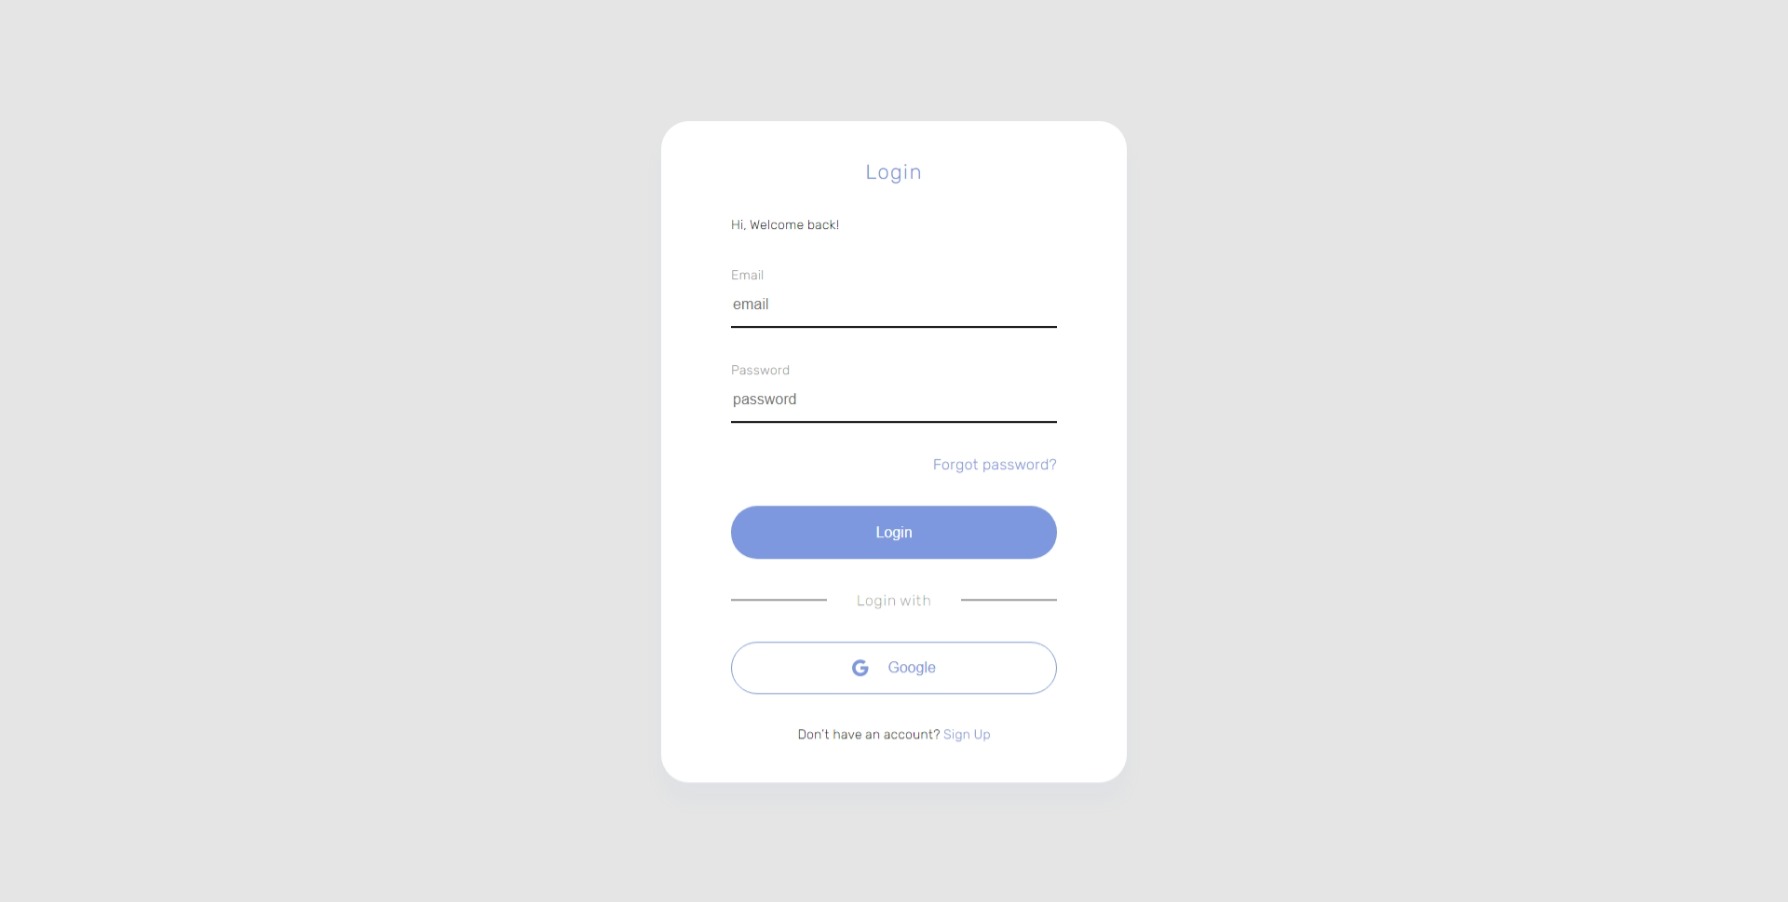 Login
Hi, Welcome back!
Email
email
Password
password
Forgot password?
Login
Login with
Google
Don't have an account? Sign Up